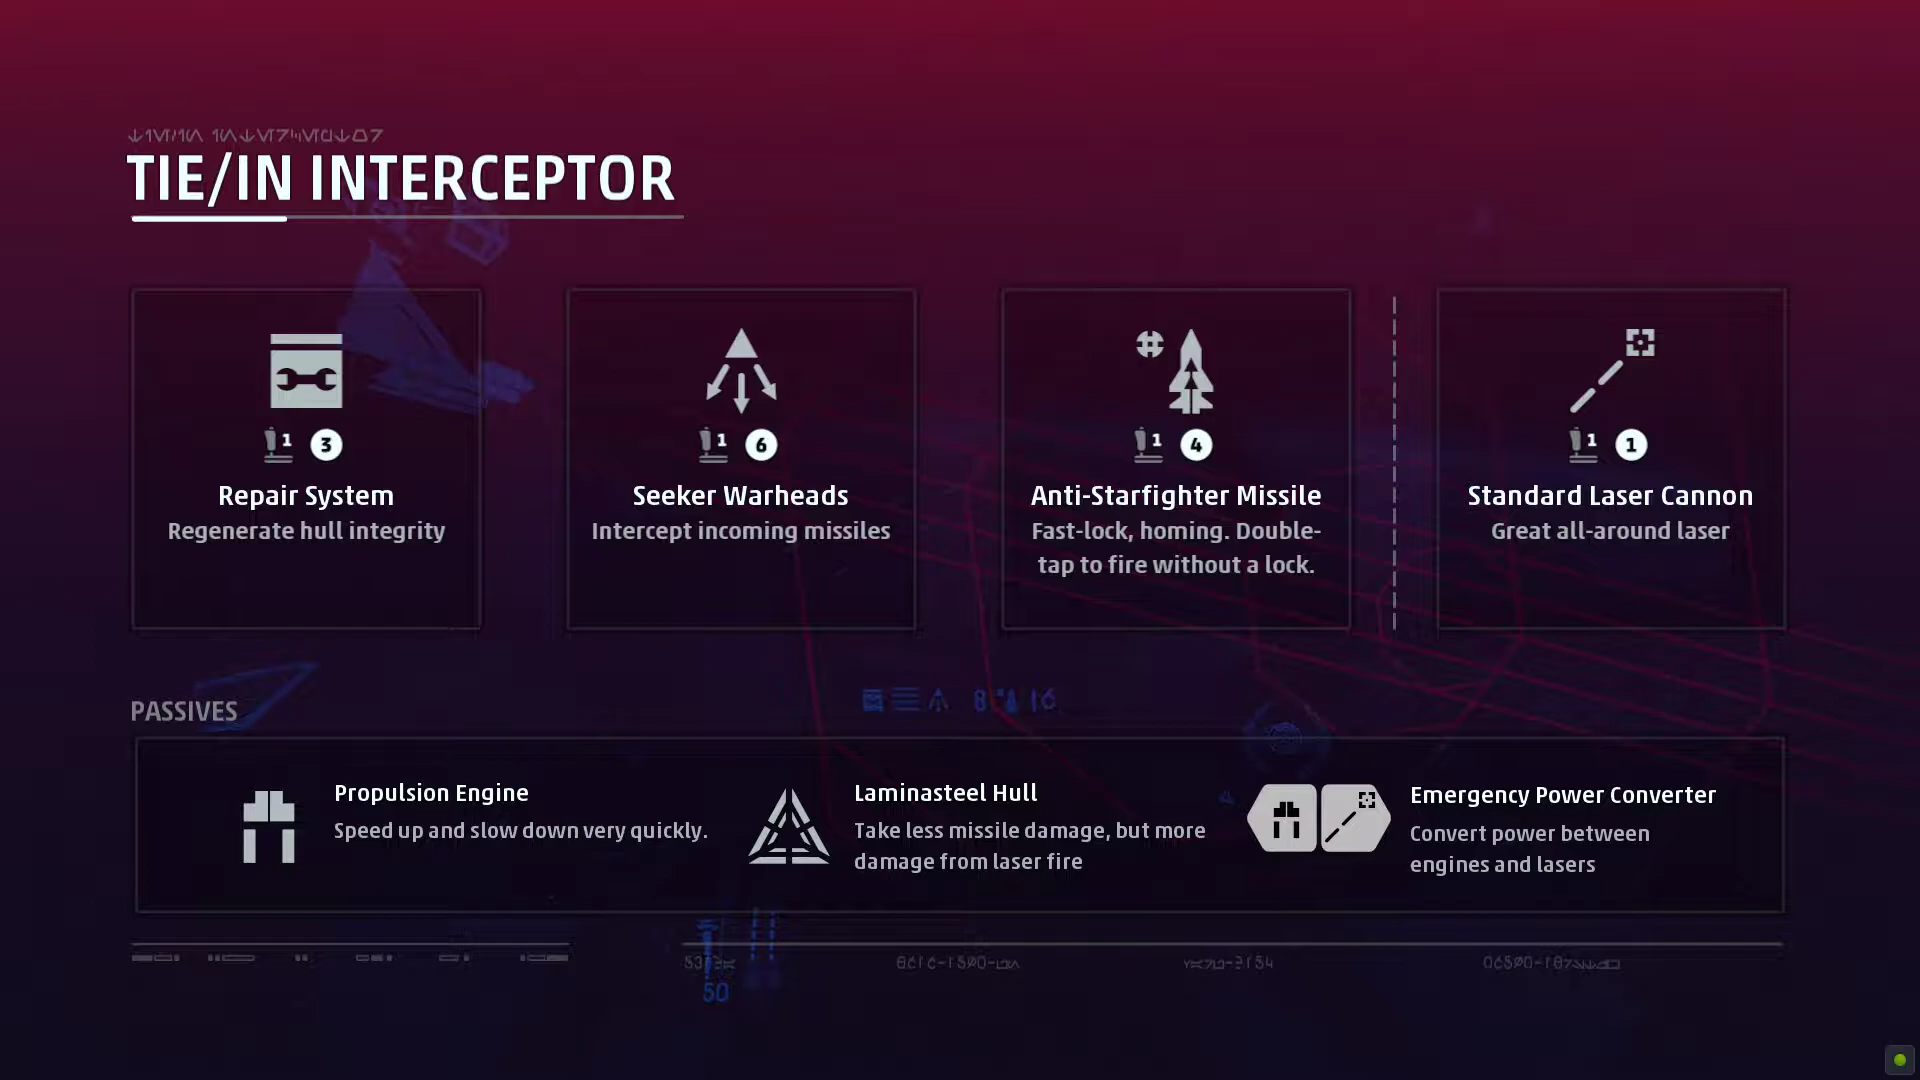 TIE/IN INTERCEPTOR
1 3
Repair System
Regenerate hull integrity
1 6
Seeker Warheads
Intercept incoming missiles
1 4
Anti-Starfighter Missile
Fast-lock, homing. Double-
tap to fire without a lock.
1 1
Standard Laser Cannon
Great all-around laser
8 16
PASSIVES
Propulsion Engine
Speed up and slow down very quickly.
Laminasteel Hull
Take less missile damage, but more
damage from laser fire
Emergency Power Converter
Convert power between
engines and lasers
50